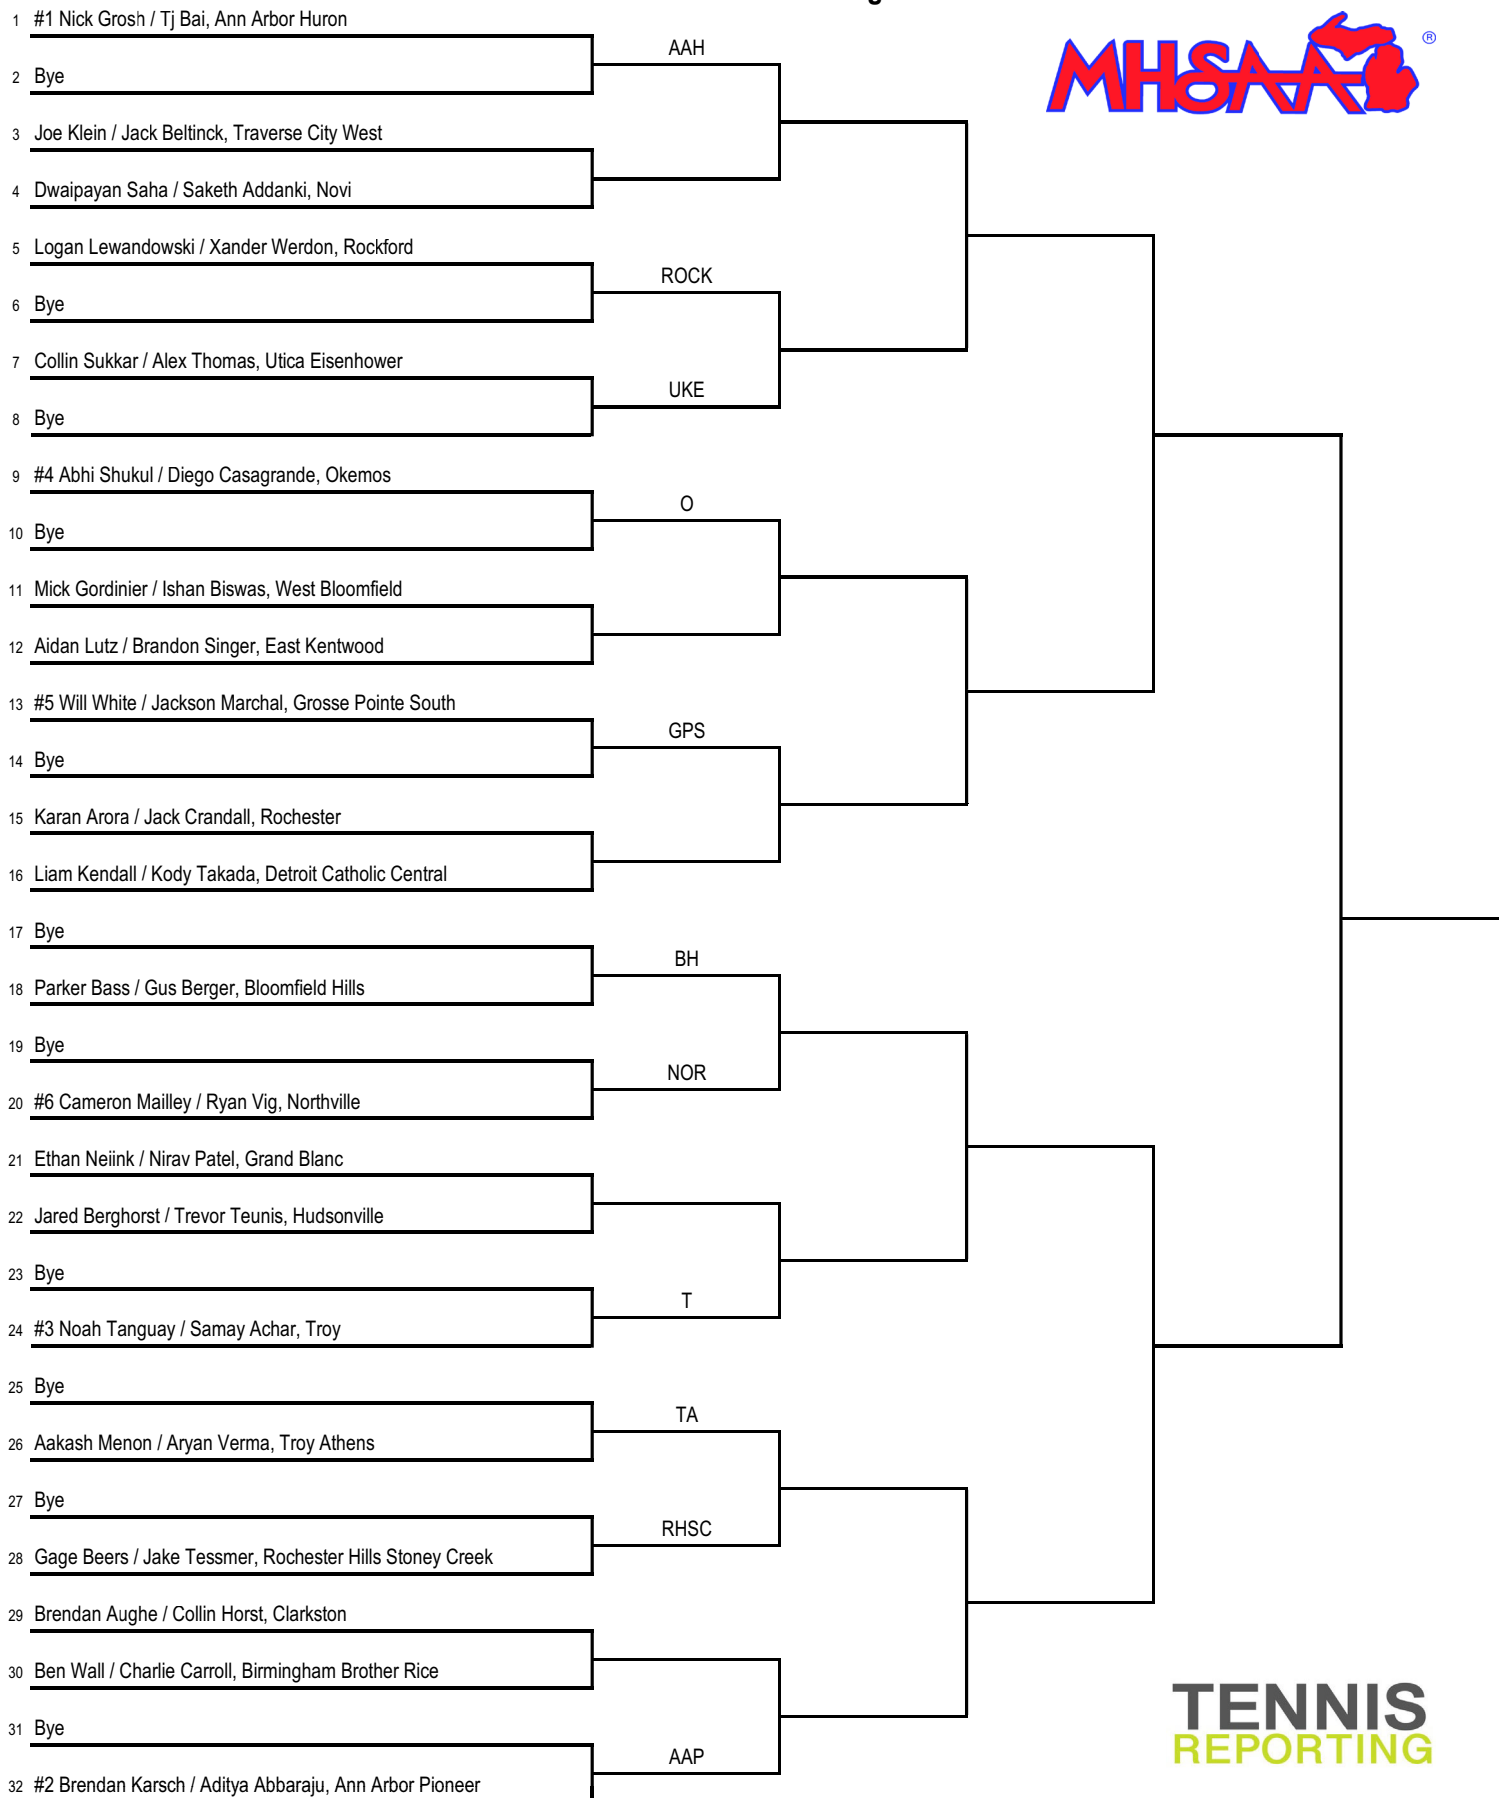 1 #1 Nick Grosh / Tj Bai, Ann Arbor Huron
AAH
MHSAA ®
2 Bye
3 Joe Klein / Jack Beltinck, Traverse City West
4 Dwaipayan Saha / Saketh Addanki, Novi
5 Logan Lewandowski / Xander Werdon, Rockford
ROCK
6 Bye
7 Collin Sukkar / Alex Thomas, Utica Eisenhower
UKE
8 Bye
9 #4 Abhi Shukul / Diego Casagrande, Okemos
O
10 Bye
11 Mick Gordinier / Ishan Biswas, West Bloomfield
12 Aidan Lutz / Brandon Singer, East Kentwood
13 #5 Will White / Jackson Marchal, Grosse Pointe South
GPS
14 Bye
15 Karan Arora / Jack Crandall, Rochester
16 Liam Kendall / Kody Takada, Detroit Catholic Central
17 Bye
BH
18 Parker Bass / Gus Berger, Bloomfield Hills
19 Bye
NOR
20 #6 Cameron Mailley / Ryan Vig, Northville
21 Ethan Neiink / Nirav Patel, Grand Blanc
22 Jared Berghorst / Trevor Teunis, Hudsonville
23 Bye
T
24 #3 Noah Tanguay / Samay Achar, Troy
25 Bye
TA
26 Aakash Menon / Aryan Verma, Troy Athens
27 Bye
RHSC
28 Gage Beers / Jake Tessmer, Rochester Hills Stoney Creek
29 Brendan Aughe / Collin Horst, Clarkston
30 Ben Wall / Charlie Carroll, Birmingham Brother Rice
31 Bye
AAP
32 #2 Brendan Karsch / Aditya Abbaraju, Ann Arbor Pioneer
TENNIS
REPORTING